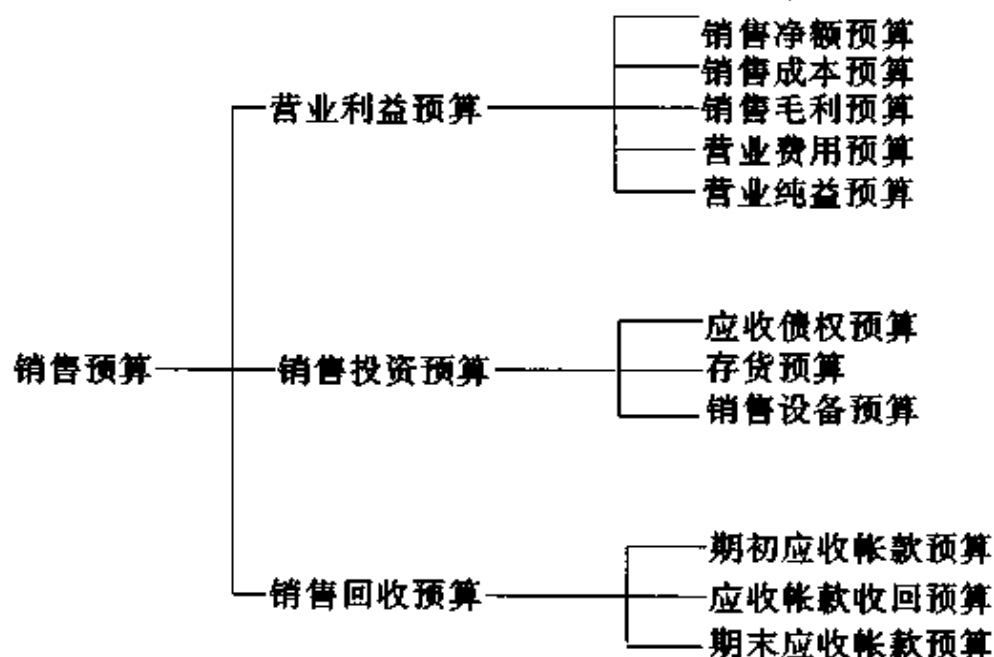 销售预算
营业利益预算
销售净额预算
销售成本预算
销售毛利预算
营业费用预算
营业纯益预算
销售投资预算
应收债权预算
存货预算
销售设备预算
销售回收预算
期初应收帐款预算
应收帐款收回预算
期末应收帐款预算